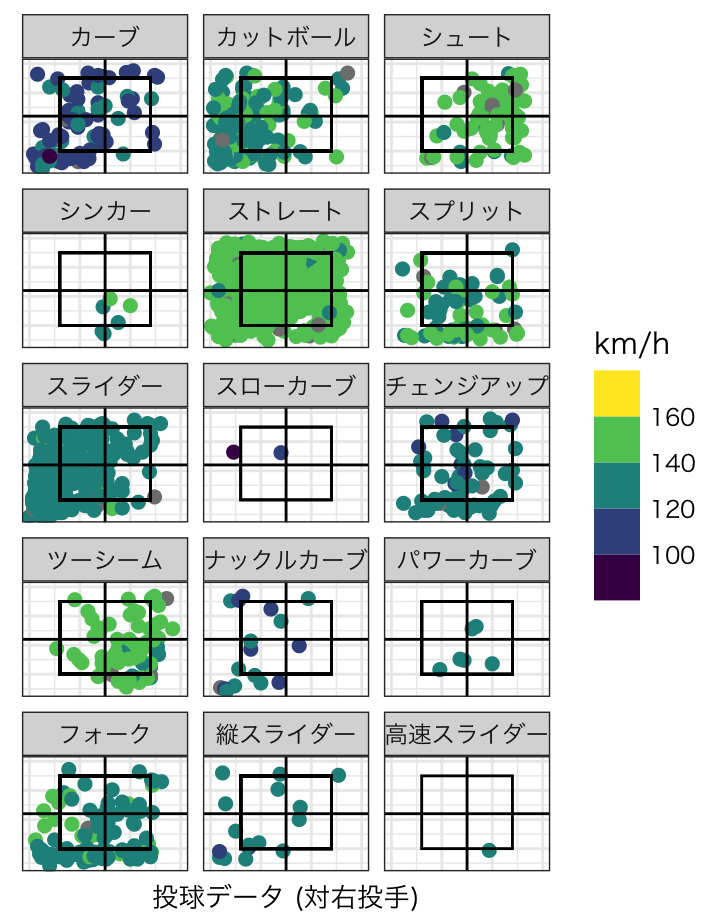 カーブ
カットボール
シュート
シンカー
ストレート
スプリット
スライダー
スローカーブ
チェンジアップ
ツーシーム
ナックルカーブ
パワーカーブ
フォーク
縦スライダー
高速スライダー
km/h
160
140
120
100
投球データ (対右投手)